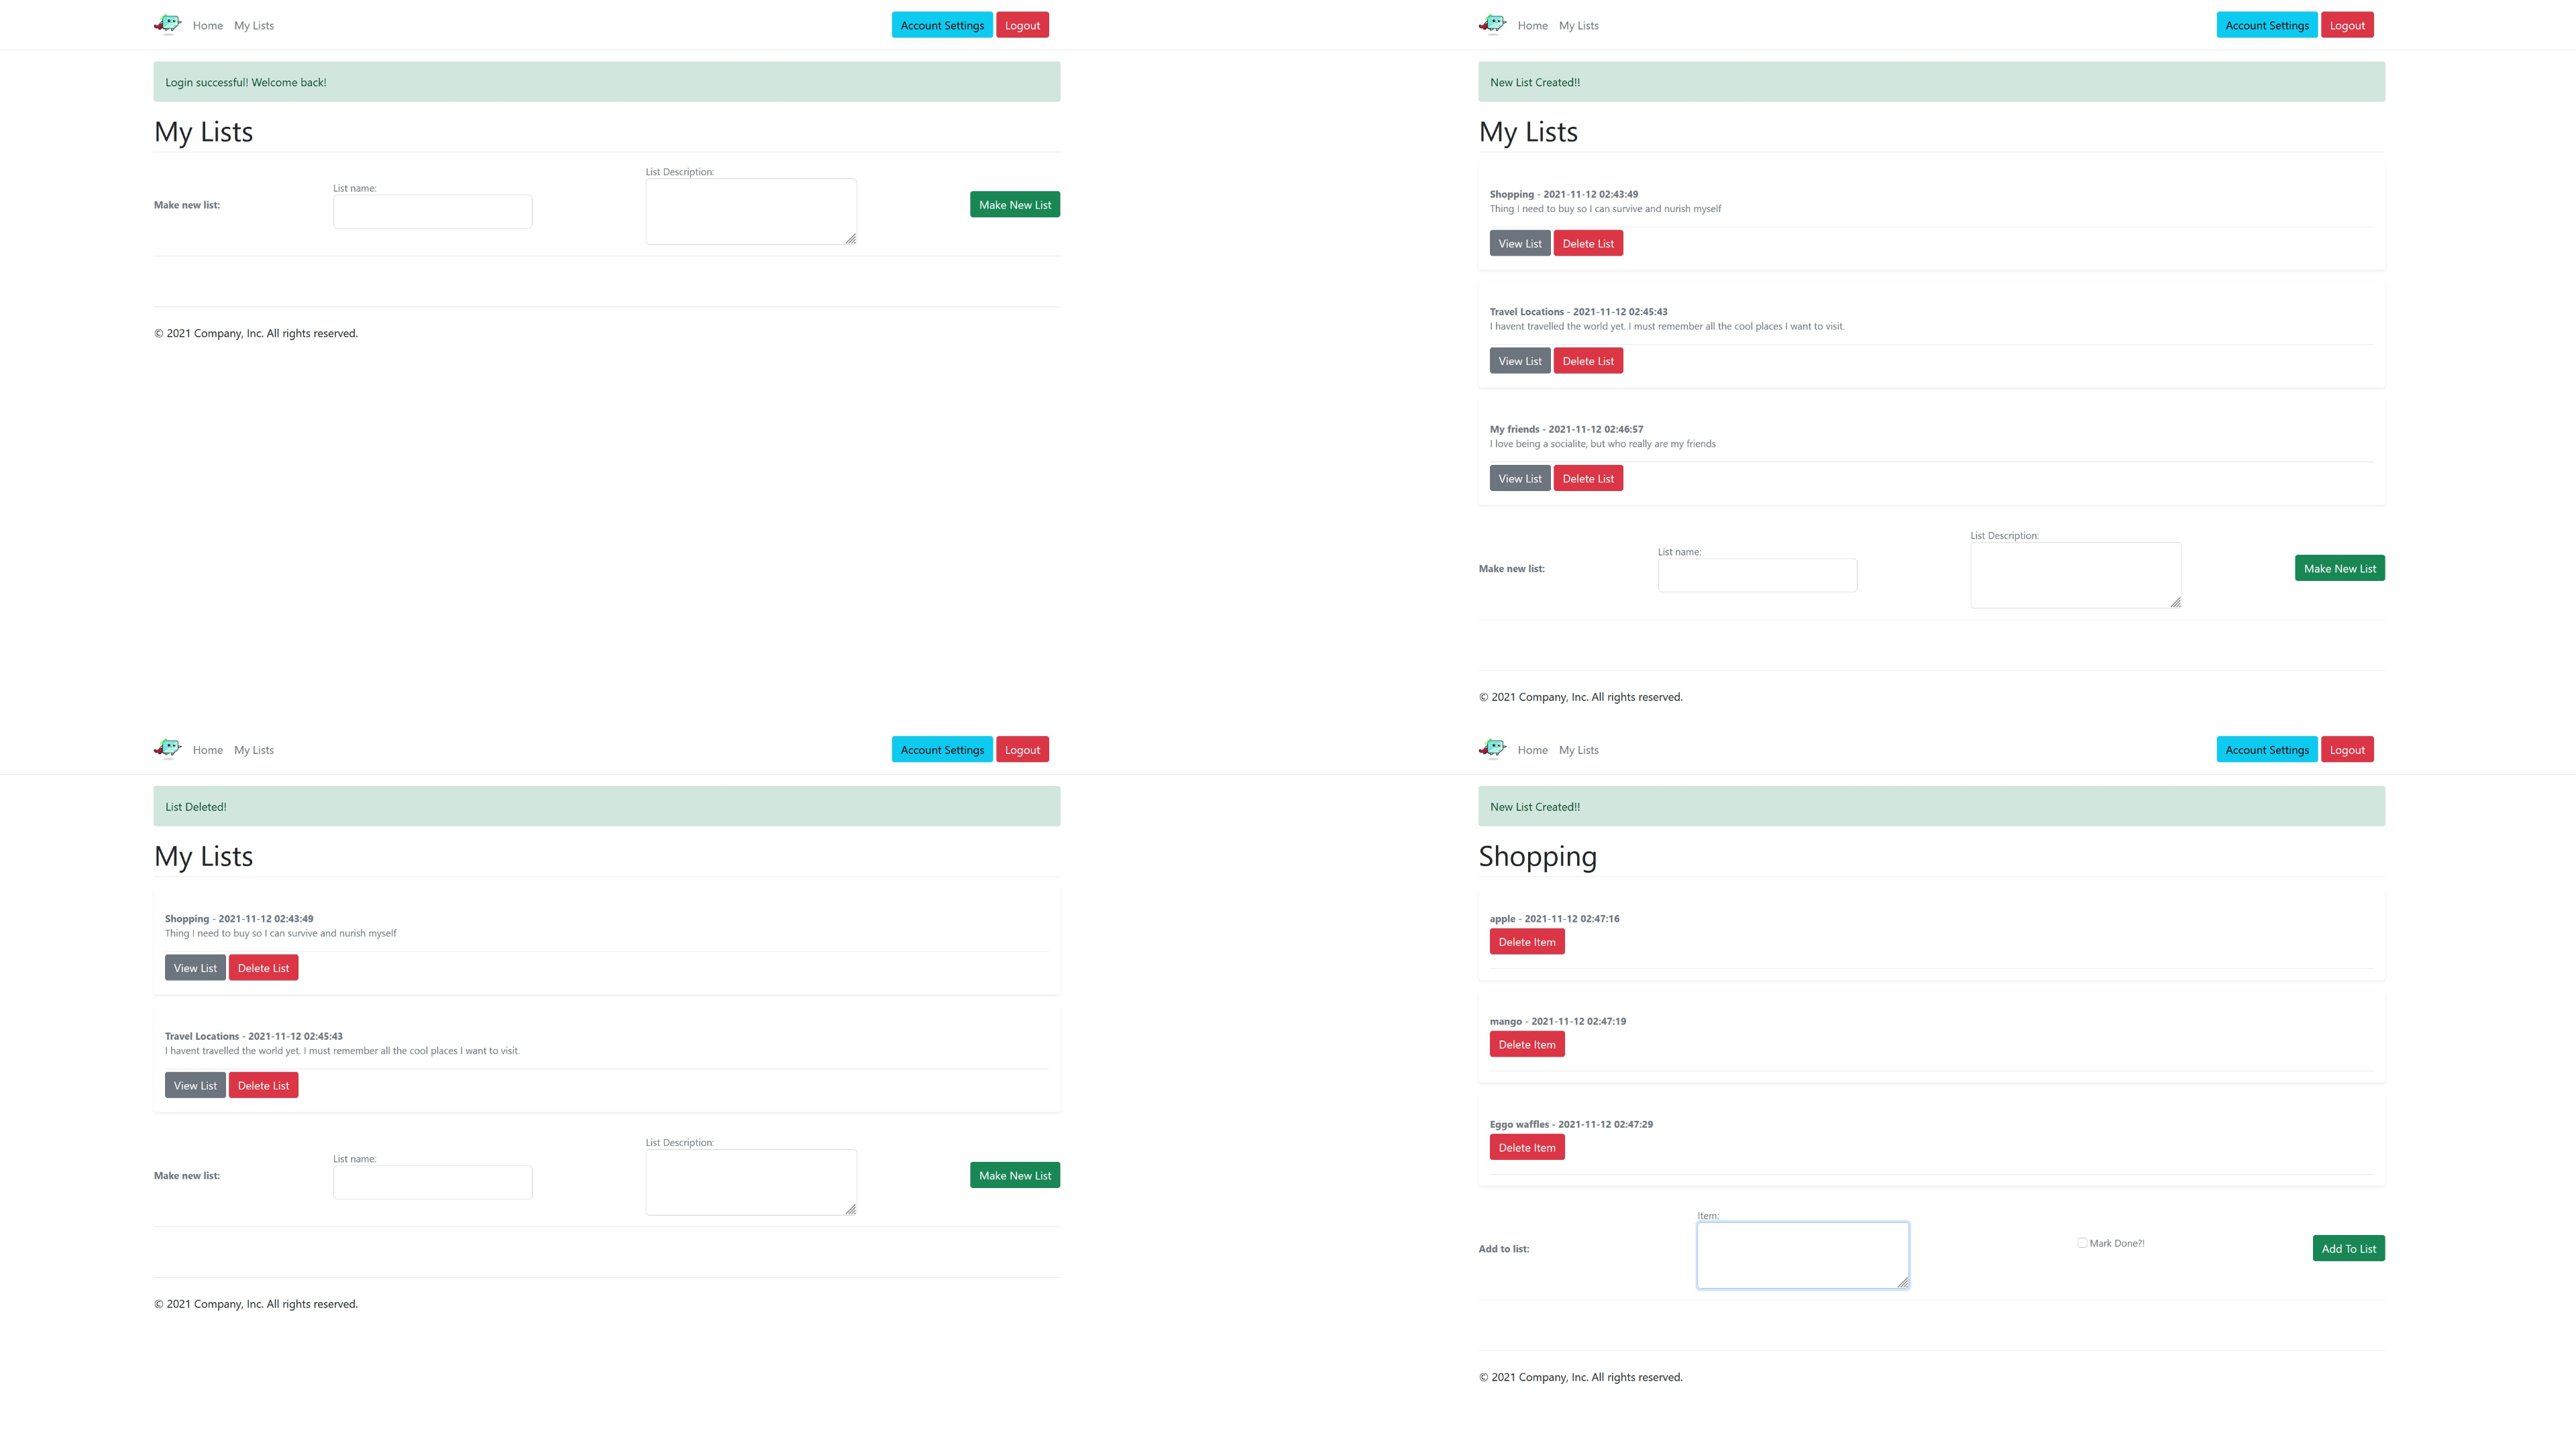 Home My Lists Account Settings Logout
Login successful! Welcome back!
My Lists
Make new list:
List name:
List Description:
Make New List
© 2021 Company, Inc. All rights reserved.
Home My Lists Account Settings Logout
New List Created!!
My Lists
Shopping - 2021-11-12 02:43:49
Thing I need to buy so I can survive and nurish myself
View List Delete List
Travel Locations - 2021-11-12 02:45:43
I havent travelled the world yet. I must remember all the cool places I want to visit.
View List Delete List
My friends - 2021-11-12 02:46:57
I love being a socialite, but who really are my friends
View List Delete List
Make new list:
List name:
List Description:
Make New List
© 2021 Company, Inc. All rights reserved.
Home My Lists Account Settings Logout
List Deleted!
My Lists
Shopping - 2021-11-12 02:43:49
Thing I need to buy so I can survive and nurish myself
View List Delete List
Travel Locations - 2021-11-12 02:45:43
I havent travelled the world yet. I must remember all the cool places I want to visit.
View List Delete List
Make new list:
List name:
List Description:
Make New List
© 2021 Company, Inc. All rights reserved.
Home My Lists Account Settings Logout
New List Created!!
Shopping
apple - 2021-11-12 02:47:16
Delete Item
mango - 2021-11-12 02:47:19
Delete Item
Eggo waffles - 2021-11-12 02:47:29
Delete Item
Add to list:
Item:
Mark Done?!
Add To List
© 2021 Company, Inc. All rights reserved.